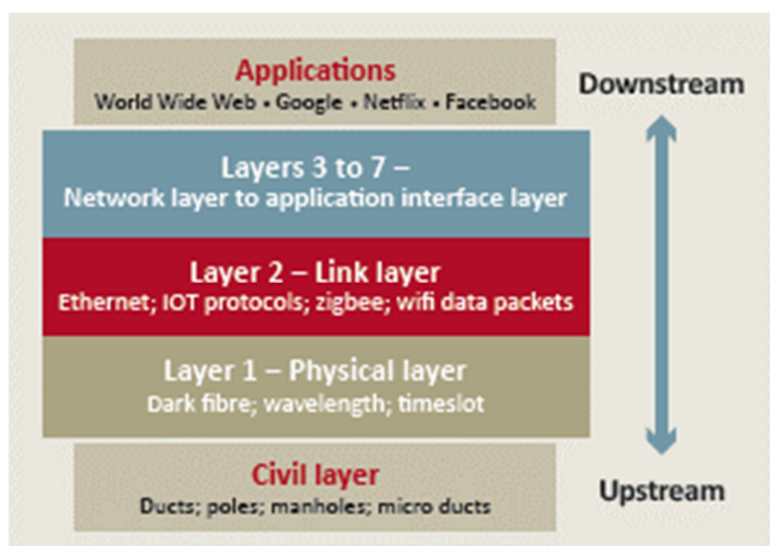 Applications
World Wide Web • Google • Netflix • Facebook
Downstream
Layers 3 to 7 –
Network layer to application interface layer
Layer 2 – Link layer
Ethernet; IOT protocols; zigbee; wifi data packets
Layer 1 – Physical layer
Dark fibre; wavelength; timeslot
Civil layer
Ducts; poles; manholes; micro ducts
Upstream